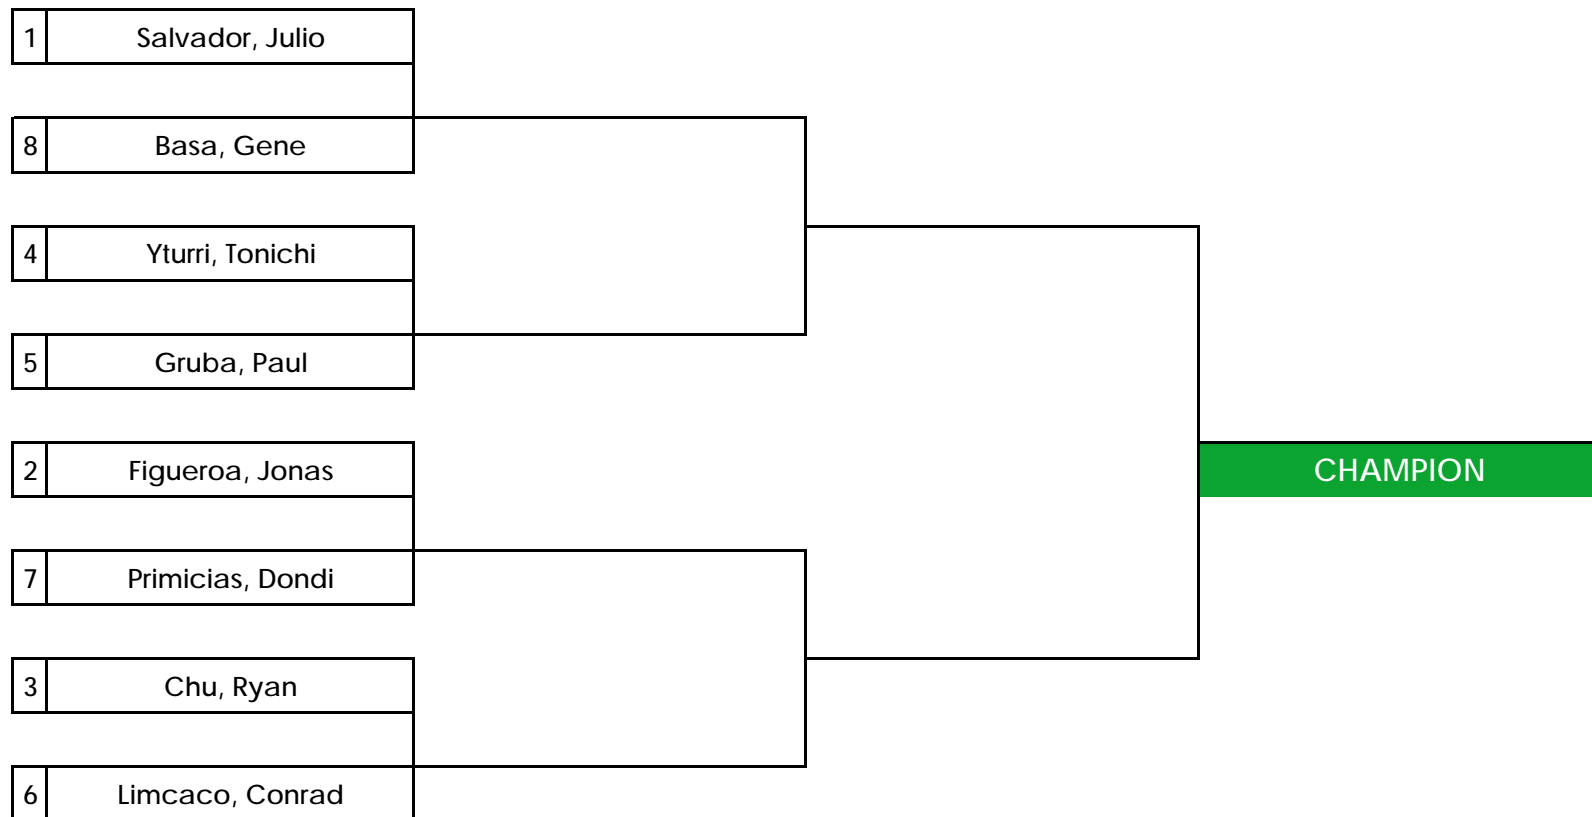 1 Salvador, Julio
8 Basa, Gene
4 Yturri, Tonichi
5 Gruba, Paul
2 Figueroa, Jonas
CHAMPION
7 Primicias, Dondi
3 Chu, Ryan
6 Limcaco, Conrad